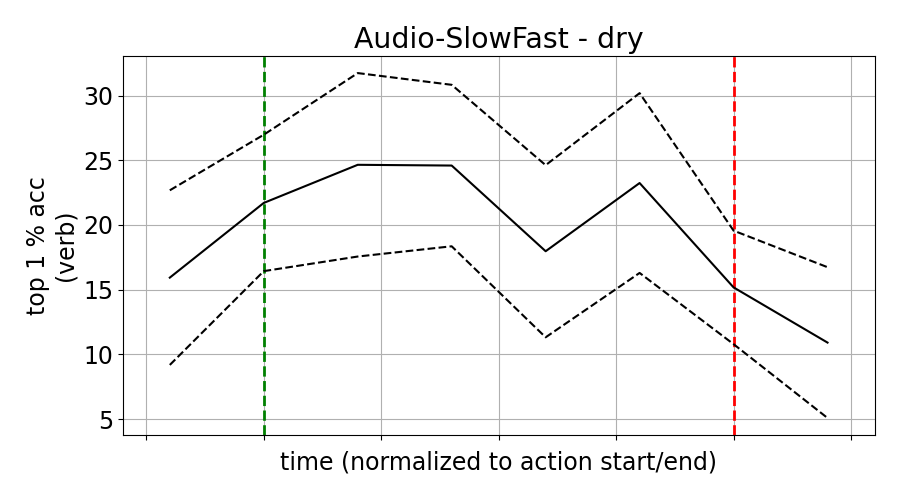 Audio-SlowFast - dry
30
25
20
15
10
5
top 1 % acc
(verb)
time (normalized to action start/end)